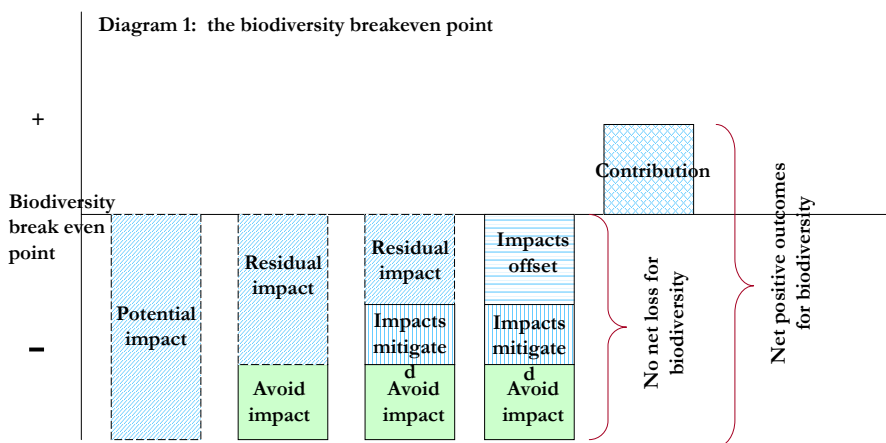 Diagram 1:  the biodiversity breakeven point
+
Biodiversity
break even
point
-
Potential
impact
Residual
impact
Avoid
impact
Residual
impact
Impacts
mitigate
d
Avoid
impact
Impacts
offset
Impacts
mitigate
d
Avoid
impact
Contribution
No net loss for
biodiversity
Net positive outcomes
for biodiversity